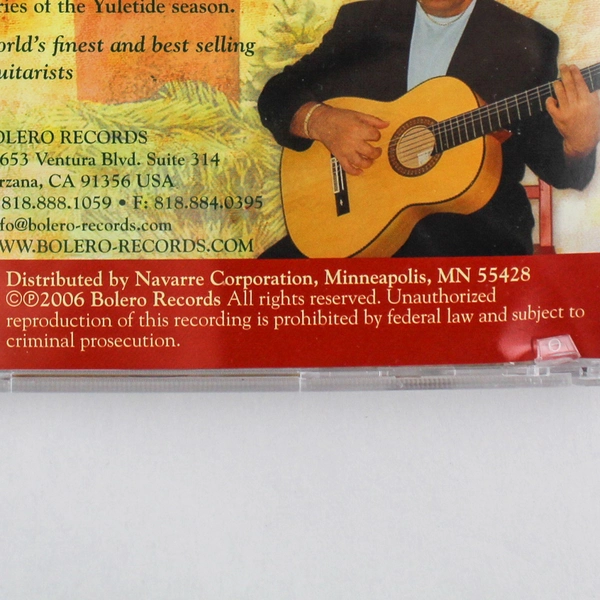 ries of the Yuletide season.
orld's finest and best selling
uitarists
OLERO RECORDS
653 Ventura Blvd. Suite 314
rzana, CA 91356 USA
818.888.1059 • F: 818.884.0395
fo@bolero-records.com
WW.BOLERO-RECORDS.COM
Distributed by Navarre Corporation, Minneapolis, MN 55428
©℗2006 Bolero Records All rights reserved. Unauthorized
reproduction of this recording is prohibited by federal law and subject to
criminal prosecution.